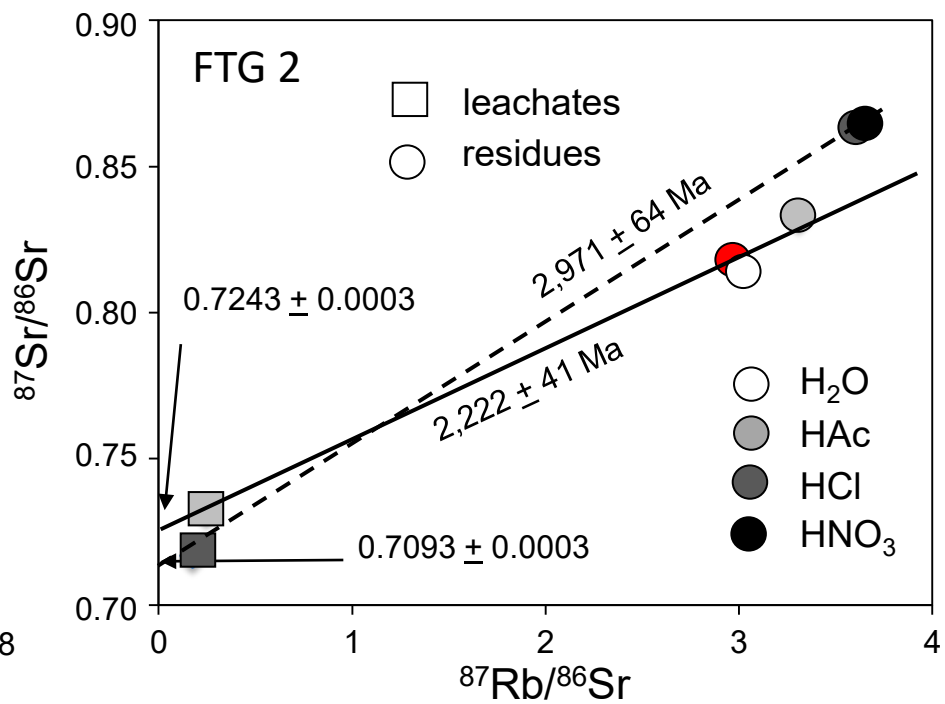 0.90
FTG 2
leachates
residues
0.85
2,971 ± 64 Ma
0.7243 ± 0.0003
0.80
⁸⁷Sr/⁸⁶Sr
2,222 ± 41 Ma
H₂O
HAc
HCl
HNO₃
0.75
0.7093 ± 0.0003
0.70
8
0 1 2 3 4
⁸⁷Rb/⁸⁶Sr